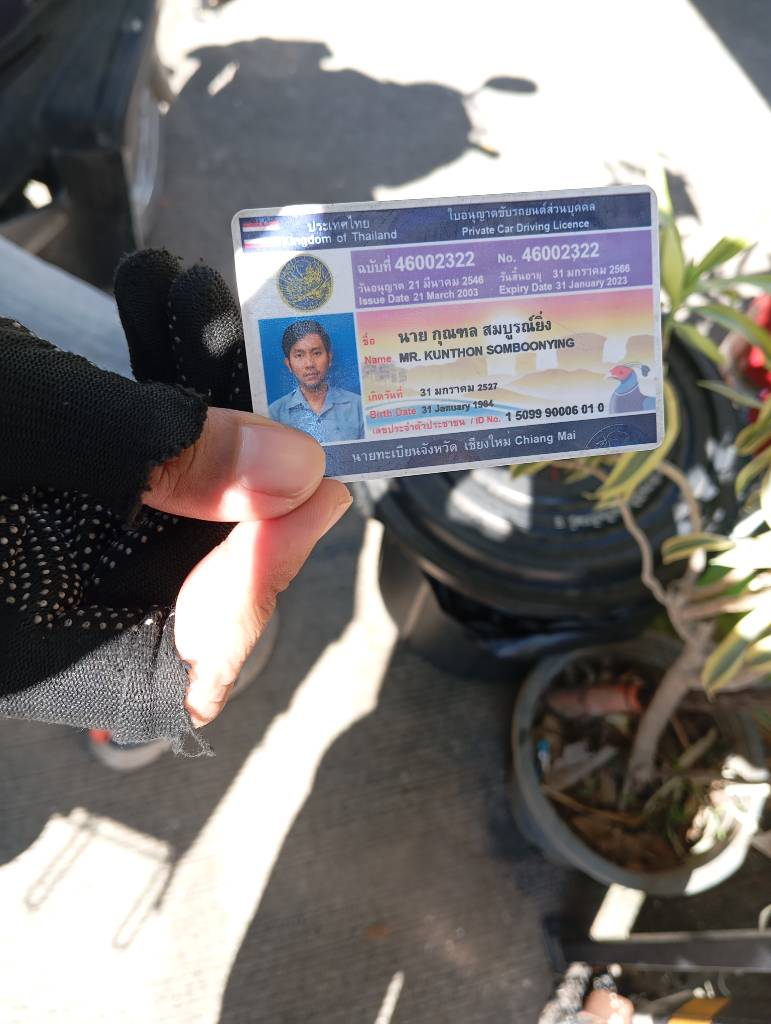 ประเทศไทย
Kingdom of Thailand
ใบอนุญาตขับรถยนต์ส่วนบุคคล
Private Car Driving Licence
ฉบับที่ 46002322
No. 46002322
วันอนุญาต 21 มีนาคม 2546
Issue Date 21 March 2003
วันสิ้นอายุ 31 มกราคม 2566
Expiry Date 31 January 2023
ชื่อ นาย กุณฑล สมบูรณ์ยิ่ง
Name MR. KUNTHON SOMBOONYING
เกิดวันที่ 31 มกราคม 2527
Birth Date 31 January 1984
เลขประจำตัวประชาชน / ID No. 1 5099 90006 01 0
นายทะเบียนจังหวัด เชียงใหม่ Chiang Mai